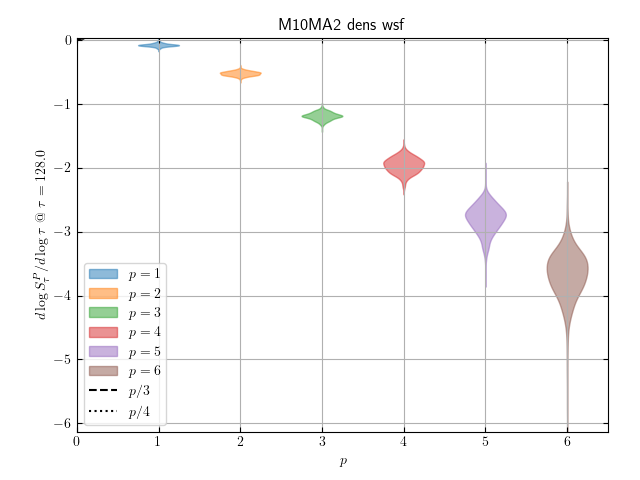 M10MA2 dens wsf
d log S_τ^P / d log τ @ τ = 128.0
0
−1
−2
−3
−4
−5
−6
p = 1
p = 2
p = 3
p = 4
p = 5
p = 6
p/3
p/4
0 1 2 3 4 5 6
p